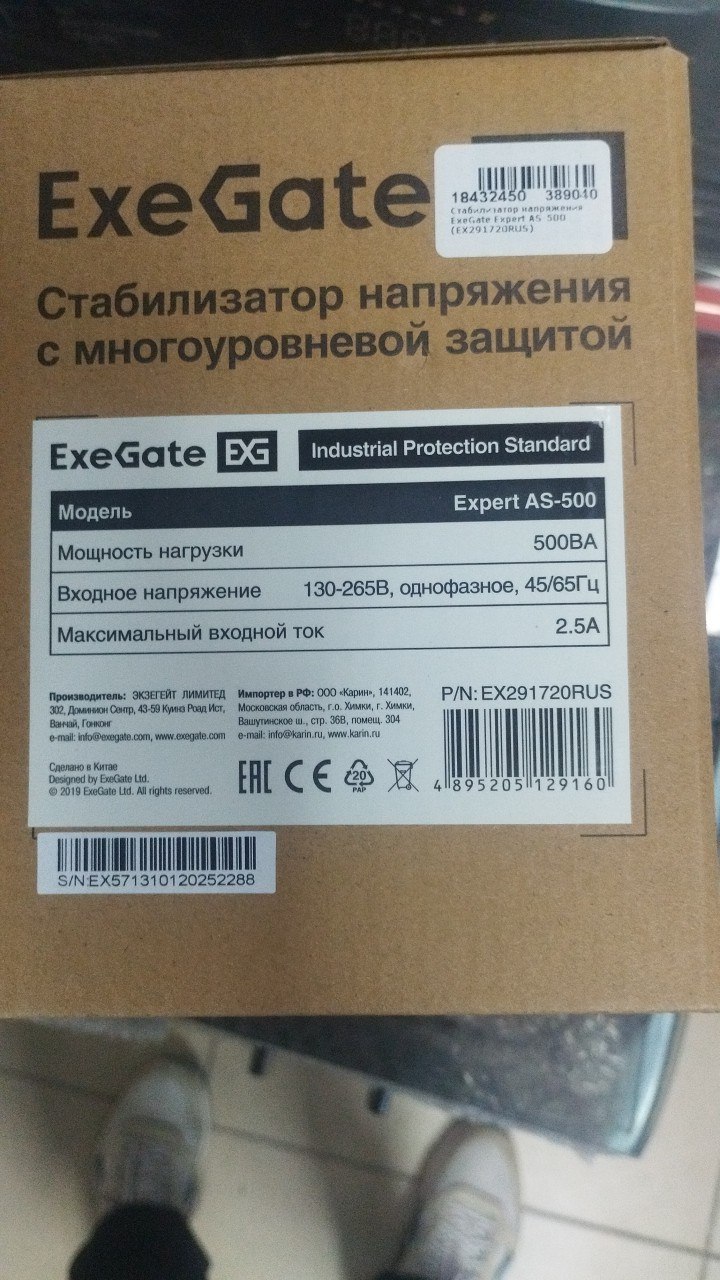 ExeGate
18432450 389040
Стабилизатор напряжения
ExeGate Expert AS-500
(EX291720RUS)
Стабилизатор напряжения
с многоуровневой защитой
ExeGate EXG Industrial Protection Standard
Модель Expert AS-500
Мощность нагрузки 500ВА
Входное напряжение 130-265В, однофазное, 45/65Гц
Максимальный входной ток 2.5А
Производитель: ЭКЗЕГЕЙТ ЛИМИТЕД
302, Доминион Сентр, 43-59 Куинз Роад Ист,
Ванчай, Гонконг
e-mail: info@exegate.com, www.exegate.com
Сделано в Китае
Designed by ExeGate Ltd.
© 2019 ExeGate Ltd. All rights reserved.
Импортер в РФ: ООО «Карин», 141402,
Московская область, г.о. Химки, г. Химки,
Вашутинское ш., стр. 36В, помещ. 304
e-mail: info@karin.ru, www.karin.ru
EAC CE 20 PAP
P/N: EX291720RUS
4 895205 129160
S/N:EX571310120252288